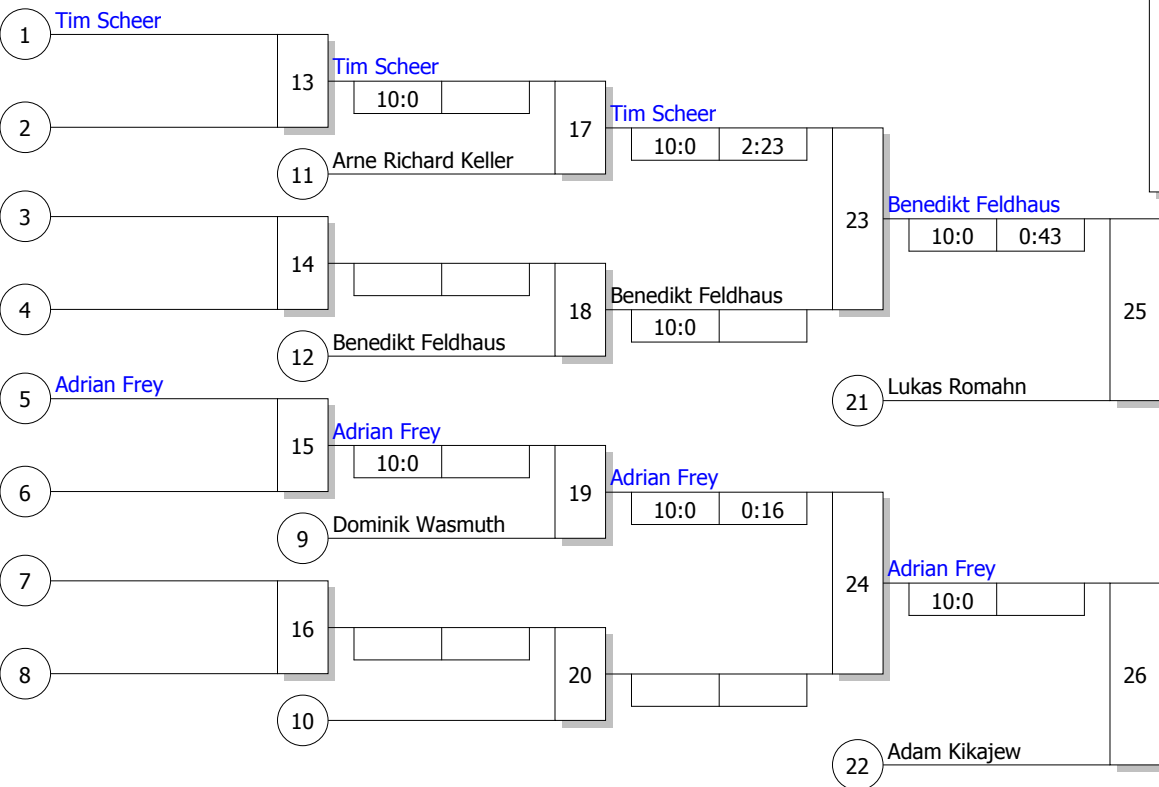 1 Tim Scheer
13 Tim Scheer
10:0
2
17 Tim Scheer
10:0 2:23
11 Arne Richard Keller
3
23 Benedikt Feldhaus
10:0 0:43
14
4
18 Benedikt Feldhaus
10:0
12 Benedikt Feldhaus
25
5 Adrian Frey
21 Lukas Romahn
15 Adrian Frey
10:0
6
19 Adrian Frey
10:0 0:16
9 Dominik Wasmuth
7
24 Adrian Frey
10:0
16
8
20
26
10
22 Adam Kikajew